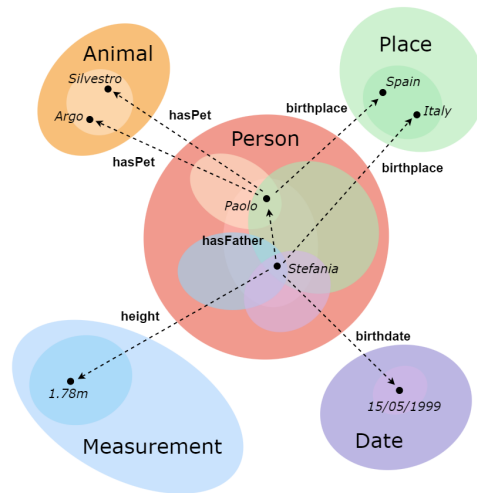 Animal
Place
Silvestro
Spain
Argo
hasPet
birthplace
Italy
Person
hasPet
birthplace
Paolo
hasFather
Stefania
height
birthdate
1.78m
15/05/1999
Measurement
Date